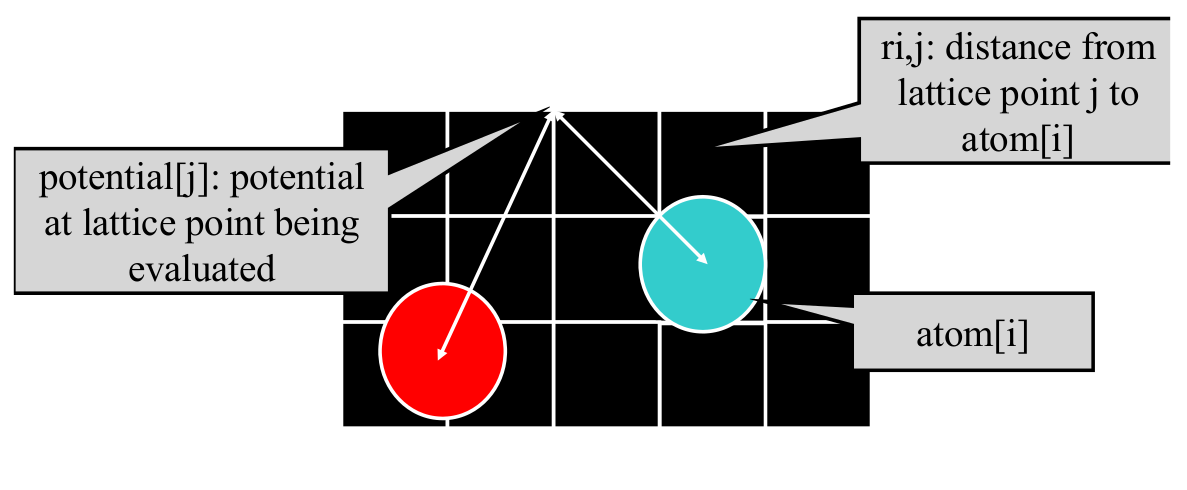 ri,j: distance from
lattice point j to
atom[i]
potential[j]: potential
at lattice point being
evaluated
atom[i]